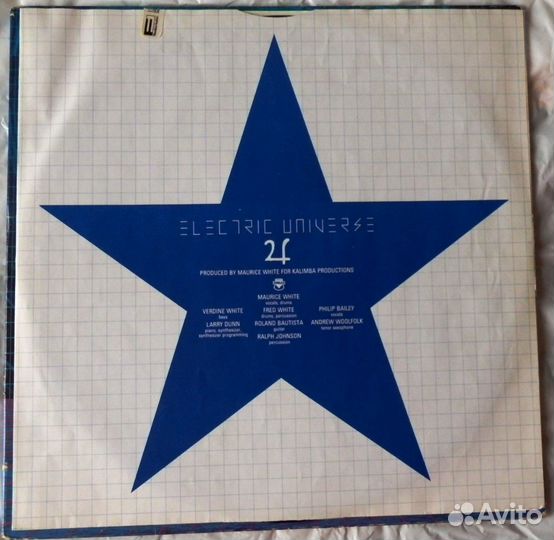 ELECTRIC UNIVERSE
PRODUCED BY MAURICE WHITE FOR KALIMBA PRODUCTIONS
MAURICE WHITE
vocals, drums
VERDINE WHITE
bass
LARRY DUNN
piano, synthesizer,
synthesizer programming
FRED WHITE
drums, percussion
ROLAND BAUTISTA
guitar
RALPH JOHNSON
percussion
PHILIP BAILEY
vocals
ANDREW WOOLFOLK
tenor saxophone
Avito